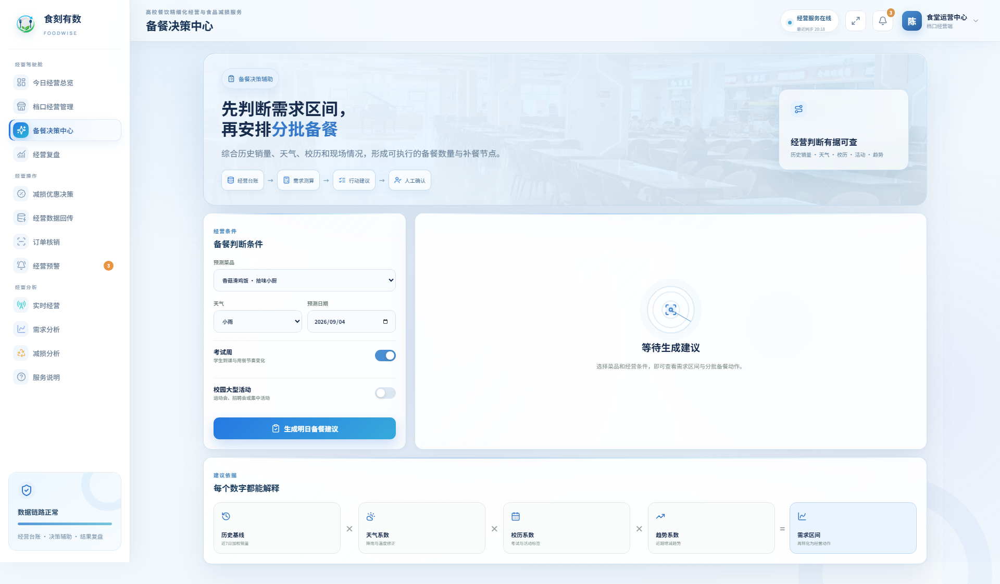 食刻有数
FOODWISE
经营驾驶舱
今日经营总览
档口经营管理
备餐决策中心
经营复盘
经营操作
减损优惠决策
经营数据回传
订单核销
经营预警
3
经营分析
实时经营
需求分析
减损分析
服务说明
数据链路正常
经营台账 · 决策辅助 · 结果复盘
高校餐饮精细化经营与食品减损服务
备餐决策中心
经营服务在线
最近同步 20:18
3
陈
食堂运营中心
档口经营端
备餐决策辅助
先判断需求区间，
再安排分批备餐
综合历史销量、天气、校历和现场情况，形成可执行的备餐数量与补餐节点。
经营台账 → 需求测算 → 行动建议 → 人工确认
经营判断有据可查
历史销量 · 天气 · 校历 · 活动 · 趋势
经营条件
备餐判断条件
预测菜品
香菇滑鸡饭 · 拾味小厨
天气
预测日期
小雨
2026/09/04
考试周
学生到课与用餐节奏变化
校园大型活动
运动会、招聘会或集中活动
生成明日备餐建议
等待生成建议
选择菜品和经营条件，即可查看需求区间与分批备餐动作。
建议依据
每个数字都能解释
历史基线
近7日加权销量
×
天气系数
降雨与温度修正
×
校历系数
考试与活动标签
×
趋势系数
近期增减趋势
=
需求区间
再转化为经营动作